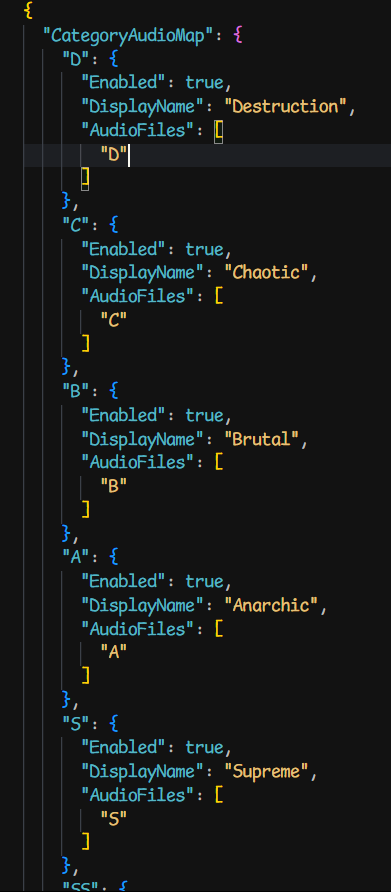 {
"CategoryAudioMap": {
"D": {
"Enabled": true,
"DisplayName": "Destruction",
"AudioFiles": [
"D"
]
},
"C": {
"Enabled": true,
"DisplayName": "Chaotic",
"AudioFiles": [
"C"
]
},
"B": {
"Enabled": true,
"DisplayName": "Brutal",
"AudioFiles": [
"B"
]
},
"A": {
"Enabled": true,
"DisplayName": "Anarchic",
"AudioFiles": [
"A"
]
},
"S": {
"Enabled": true,
"DisplayName": "Supreme",
"AudioFiles": [
"S"
]
},
"SS": {